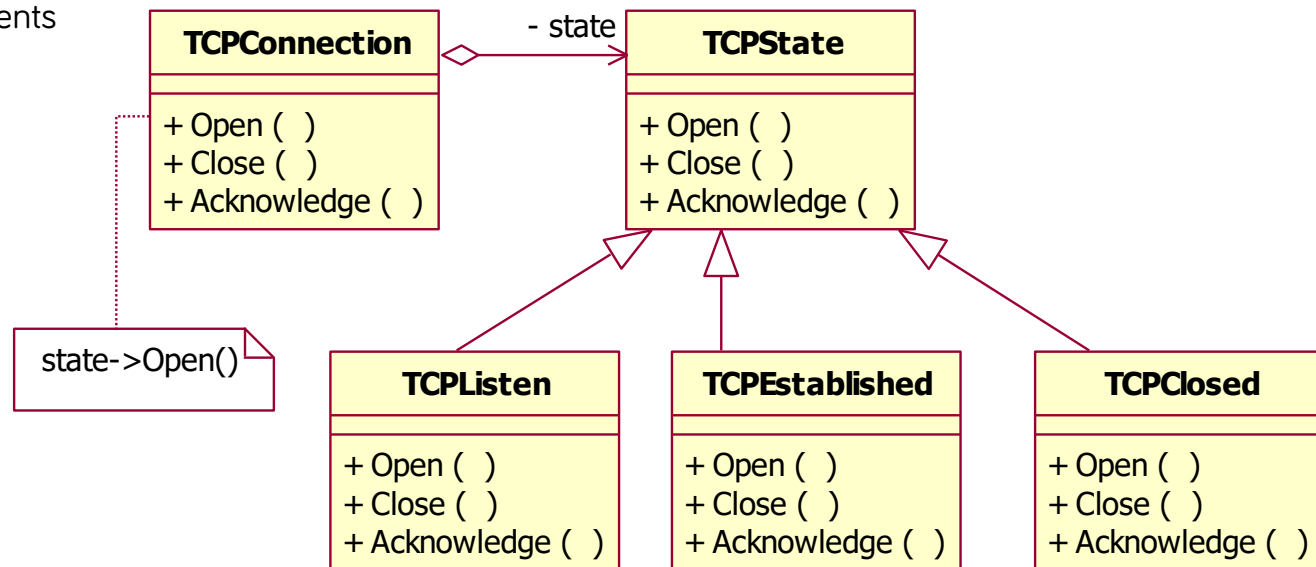 ents
TCPConnection
+ Open (  )
+ Close (  )
+ Acknowledge (  )
- state
TCPState
+ Open (  )
+ Close (  )
+ Acknowledge (  )
state->Open()
TCPListen
+ Open (  )
+ Close (  )
+ Acknowledge (  )
TCPEstablished
+ Open (  )
+ Close (  )
+ Acknowledge (  )
TCPClosed
+ Open (  )
+ Close (  )
+ Acknowledge (  )